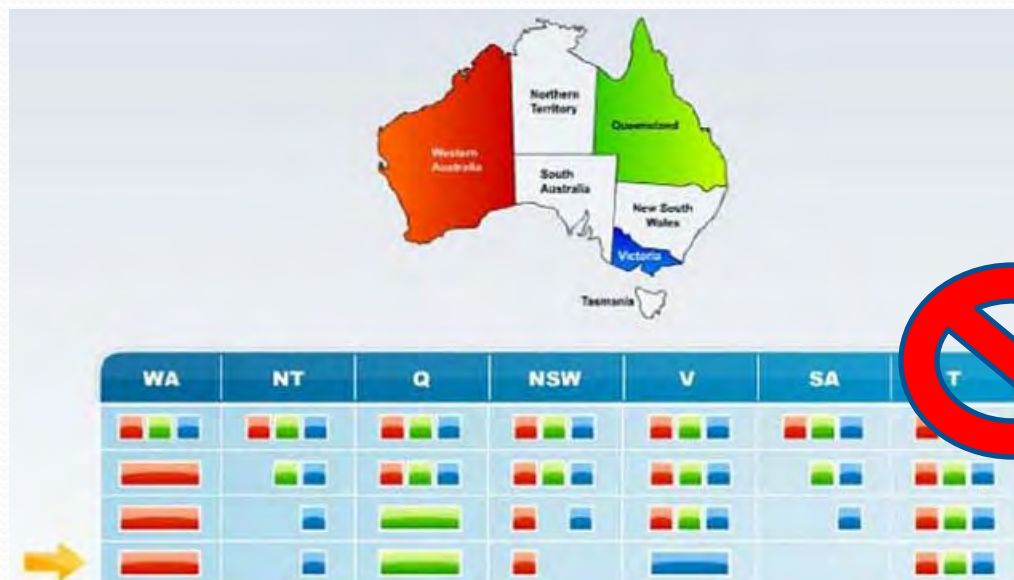 Northern
Territory
Queensland
Western
Australia
South
Australia
New South
Wales
Victoria
Tasmania
WA NT Q NSW V SA T